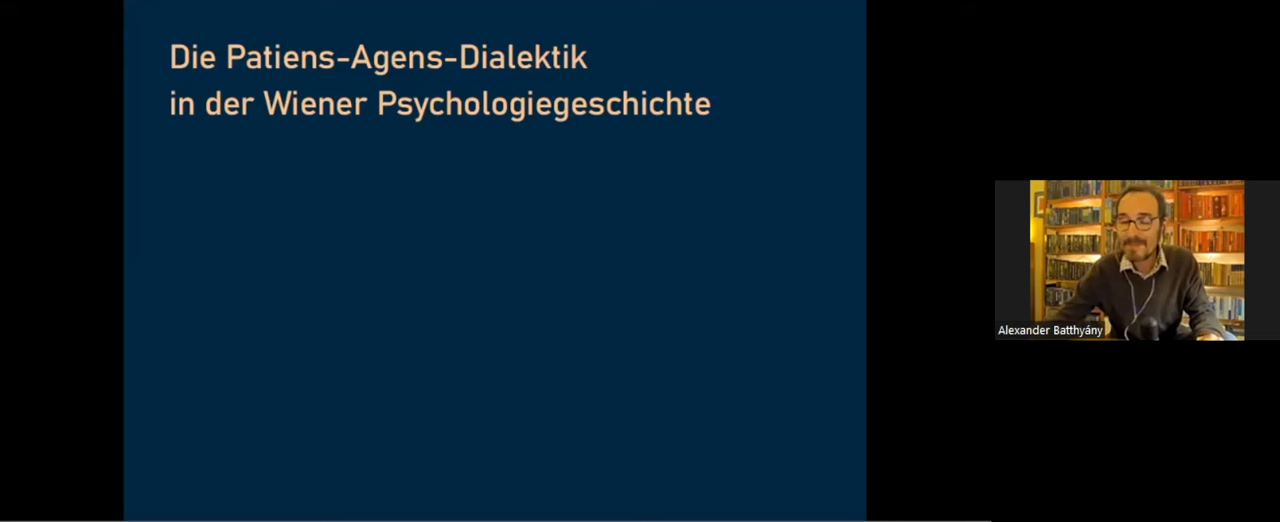 Die Patiens-Agens-Dialektik
in der Wiener Psychologiegeschichte
Alexander Batthyány